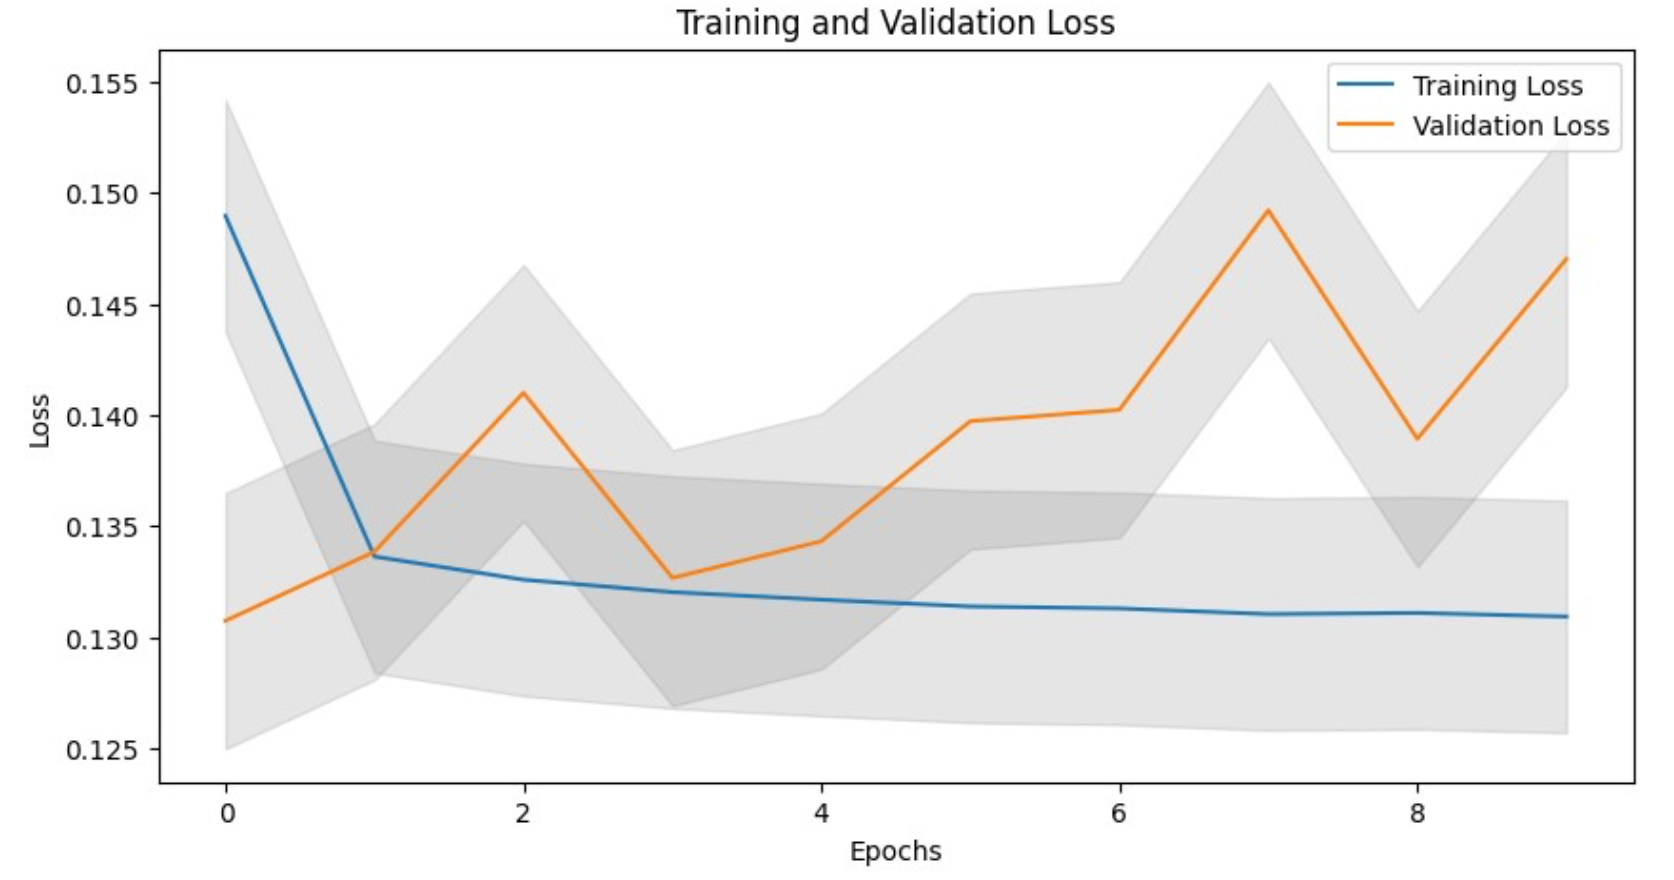 Training and Validation Loss
Training Loss
Validation Loss
0.155
0.150
0.145
0.140
0.135
0.130
0.125
Loss
0 2 4 6 8
Epochs